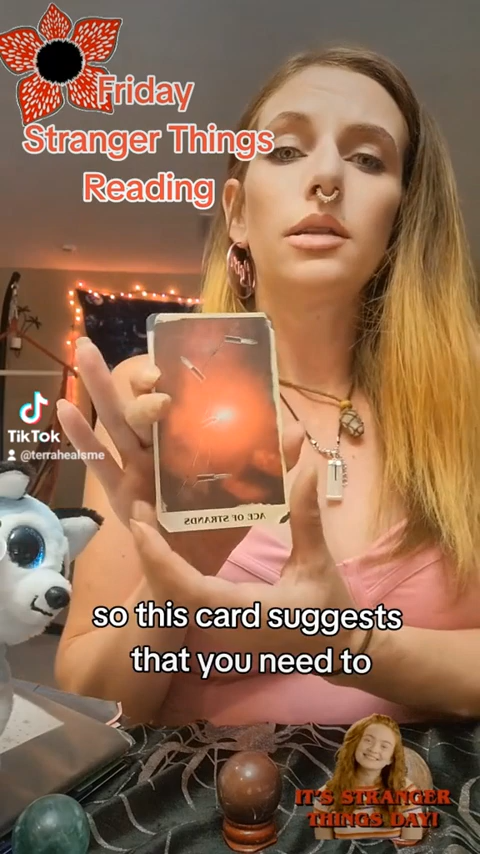 Friday
Stranger Things
Reading
TikTok
@terrahealsme
ACE OF STRANDS
so this card suggests
that you need to
IT'S STRANGER
THINGS DAY!